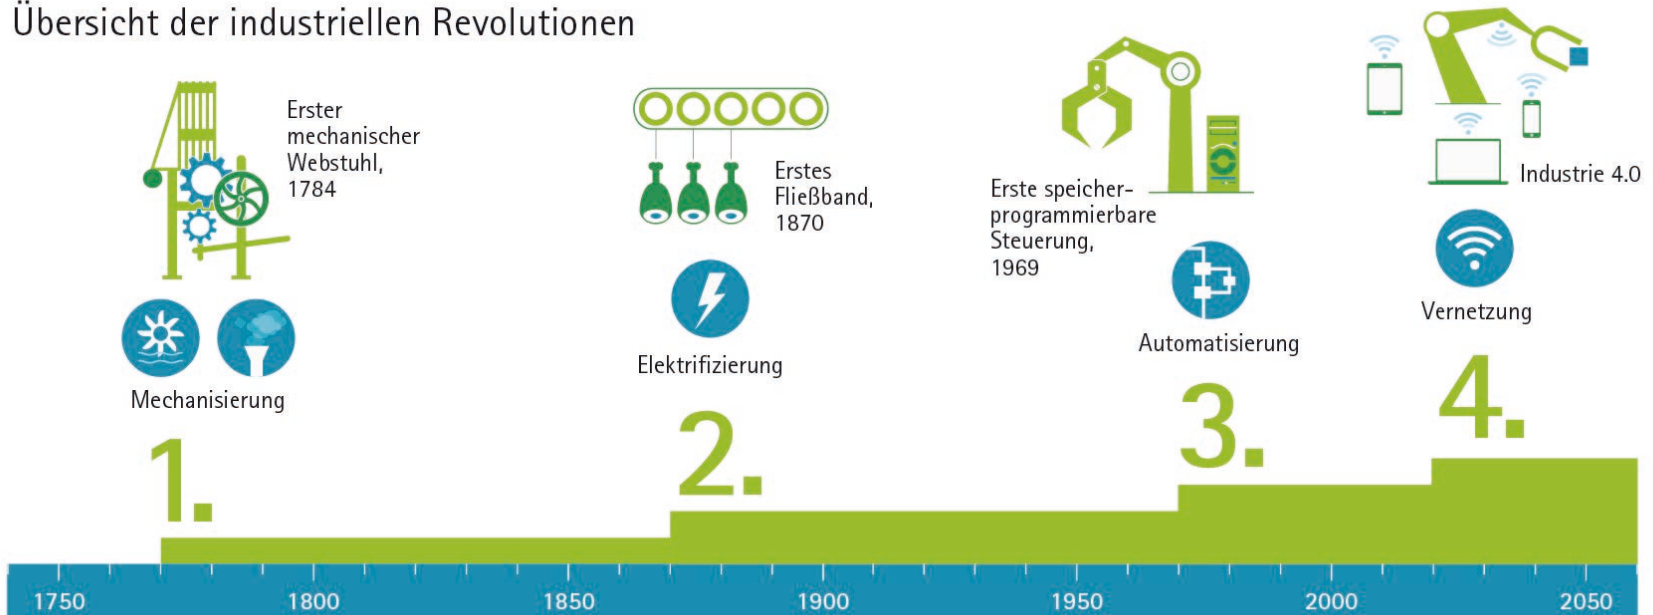 Übersicht der industriellen Revolutionen
Erster
mechanischer
Webstuhl,
1784
Mechanisierung
1.
Erstes
Fließband,
1870
Elektrifizierung
2.
Erste speicher-
programmierbare
Steuerung,
1969
Automatisierung
3.
Industrie 4.0
Vernetzung
4.
1750 1800 1850 1900 1950 2000 2050